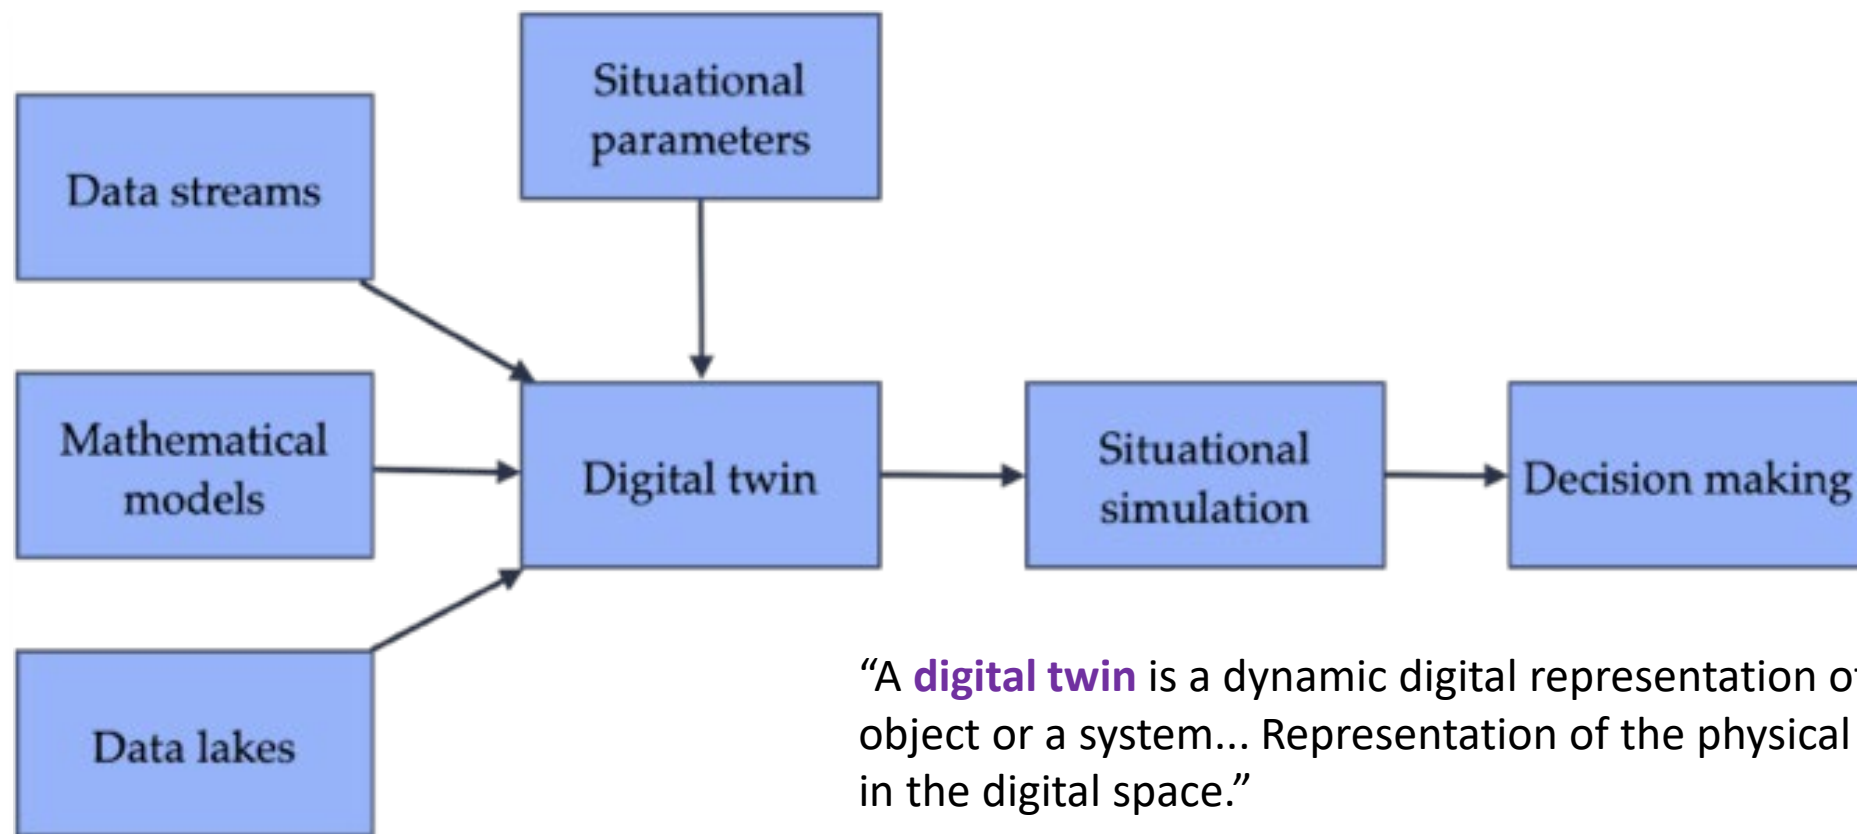 Situational
parameters
Data streams
Mathematical
models
Digital twin
Situational
simulation
Decision making
Data lakes
“A digital twin is a dynamic digital representation of
object or a system... Representation of the physical
in the digital space.”